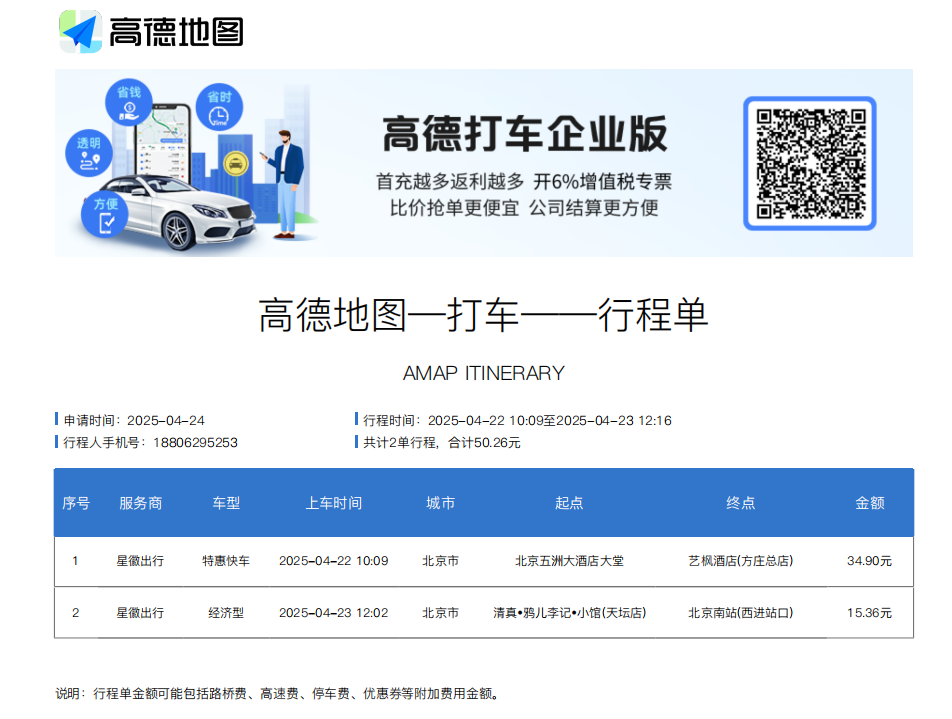 高德地图
省钱
省时
Time
透明
方便
高德打车企业版
首充越多返利越多 开6%增值税专票
比价抢单更便宜 公司结算更方便
高德地图—打车——行程单
AMAP ITINERARY
申请时间：2025-04-24 行程时间：2025-04-22 10:09至2025-04-23 12:16
行程人手机号：18806295253 共计2单行程，合计50.26元
序号 服务商 车型 上车时间 城市 起点 终点 金额
1 星徽出行 特惠快车 2025-04-22 10:09 北京市 北京五洲大酒店大堂 艺枫酒店(方庄总店) 34.90元
2 星徽出行 经济型 2025-04-23 12:02 北京市 清真•鸦儿李记•小馆(天坛店) 北京南站(西进站口) 15.36元
说明：行程单金额可能包括路桥费、高速费、停车费、优惠券等附加费用金额。